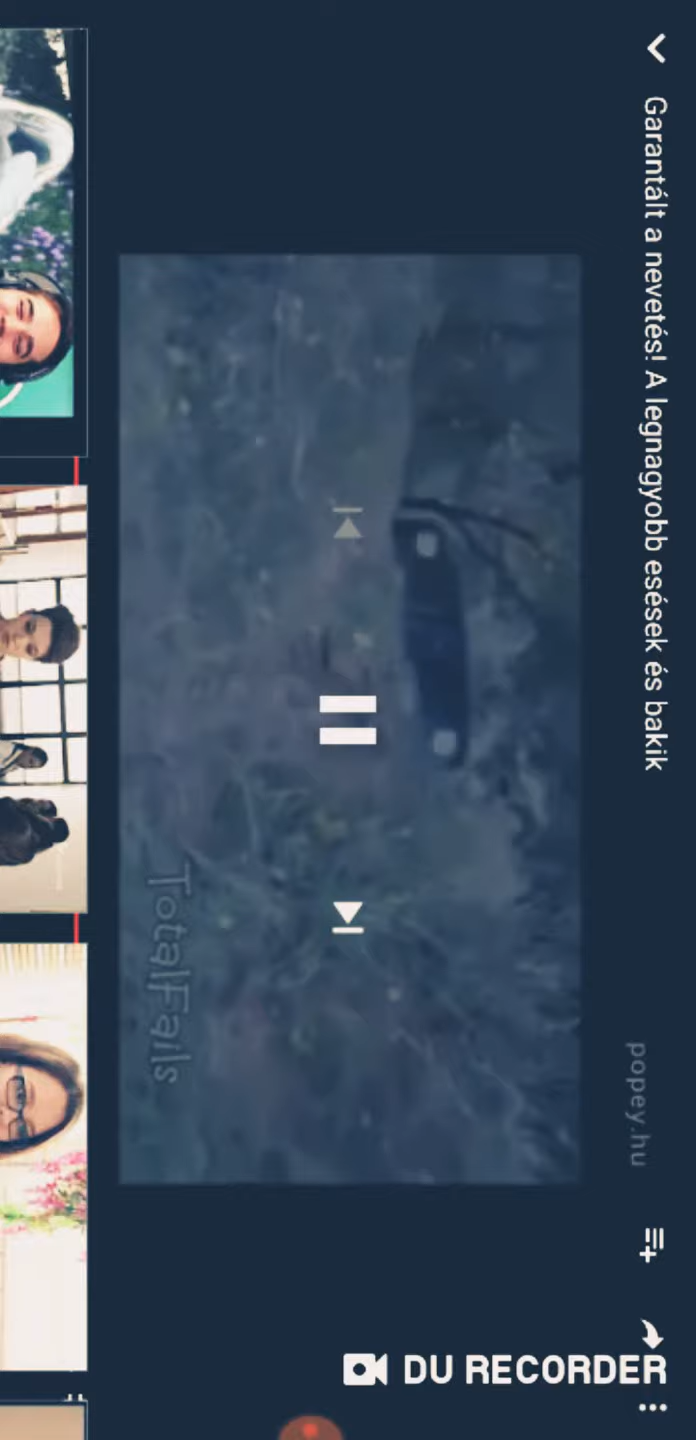 Garantált a nevetés! A legnagyobb esések és bakik
popey.hu
TotalFails
DU RECORDER